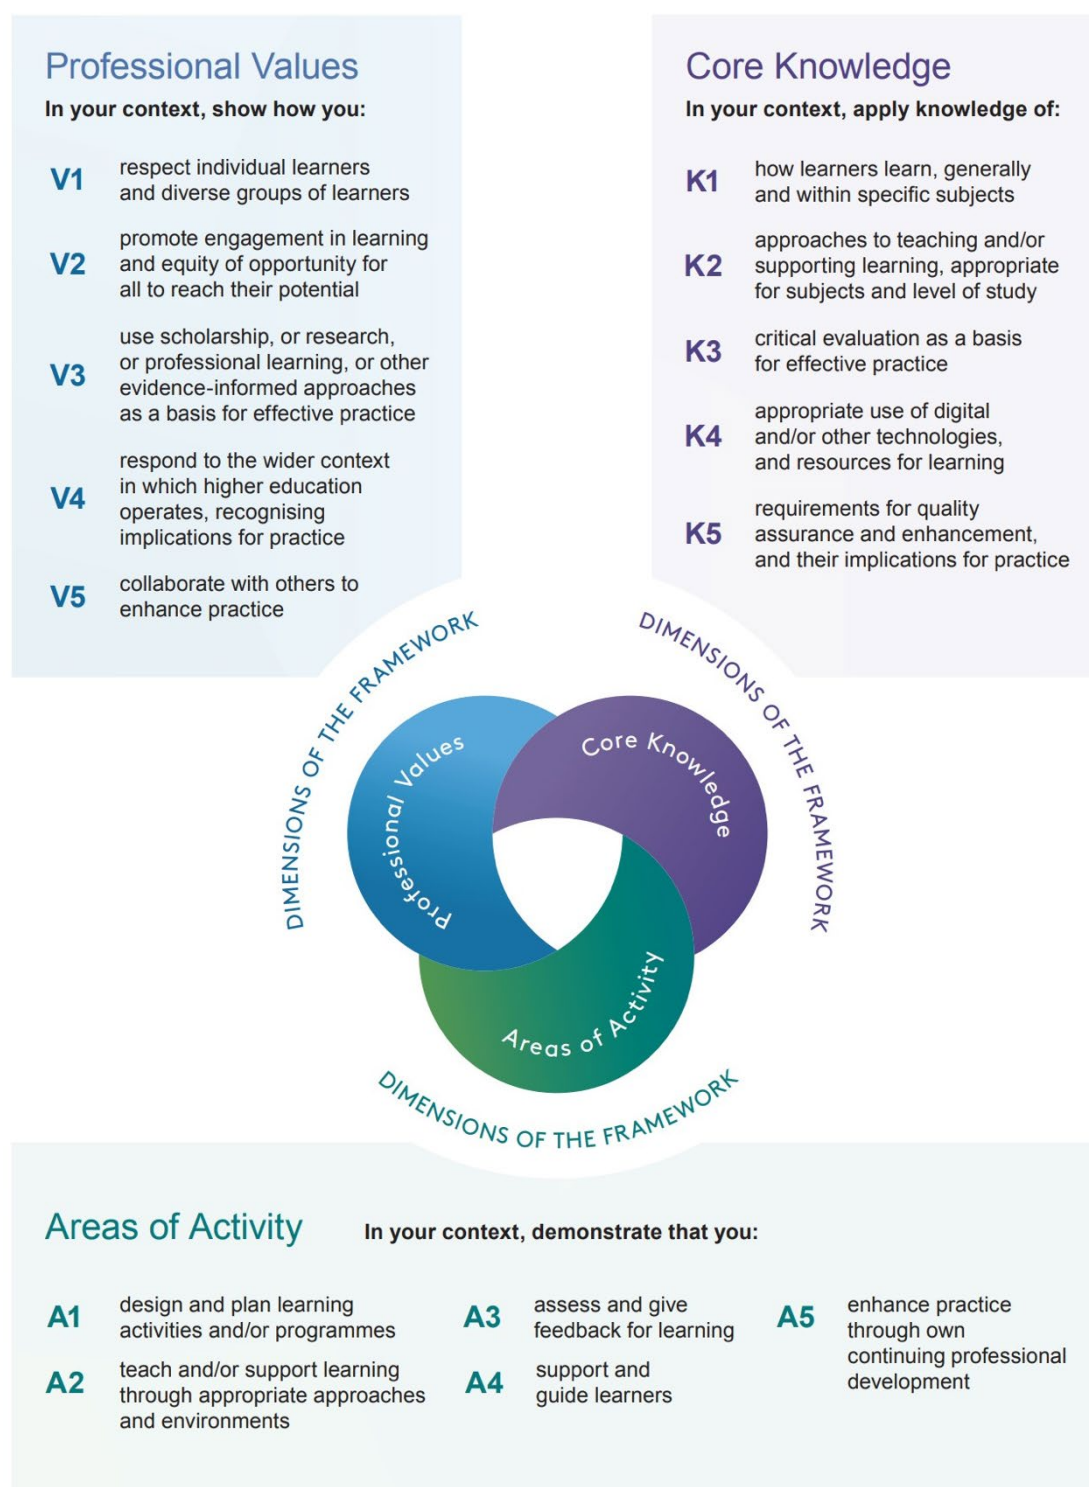 Professional Values
In your context, show how you:
V1
respect individual learners
and diverse groups of learners
V2
promote engagement in learning
and equity of opportunity for
all to reach their potential
V3
use scholarship, or research,
or professional learning, or other
evidence-informed approaches
as a basis for effective practice
V4
respond to the wider context
in which higher education
operates, recognising
implications for practice
V5
collaborate with others to
enhance practice
Core Knowledge
In your context, apply knowledge of:
K1
how learners learn, generally
and within specific subjects
K2
approaches to teaching and/or
supporting learning, appropriate
for subjects and level of study
K3
critical evaluation as a basis
for effective practice
K4
appropriate use of digital
and/or other technologies,
and resources for learning
K5
requirements for quality
assurance and enhancement,
and their implications for practice
DIMENSIONS OF THE FRAMEWORK
DIMENSIONS OF THE FRAMEWORK
Professional Values
Core Knowledge
Areas of Activity
DIMENSIONS OF THE FRAMEWORK
Areas of Activity
In your context, demonstrate that you:
A1
design and plan learning
activities and/or programmes
A2
teach and/or support learning
through appropriate approaches
and environments
A3
assess and give
feedback for learning
A4
support and
guide learners
A5
enhance practice
through own
continuing professional
development